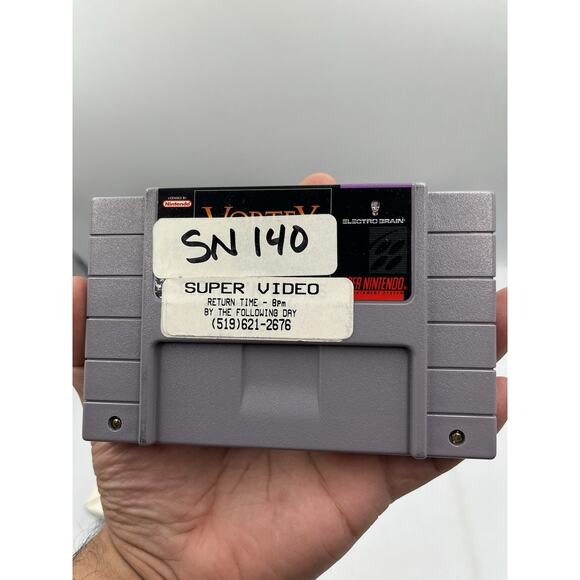 LICENSED BY
Nintendo
VORTEX
ELECTRO BRAIN
SN 140
SUPER VIDEO
RETURN TIME - 8pm
BY THE FOLLOWING DAY
(519)621-2676
ER NINTENDO